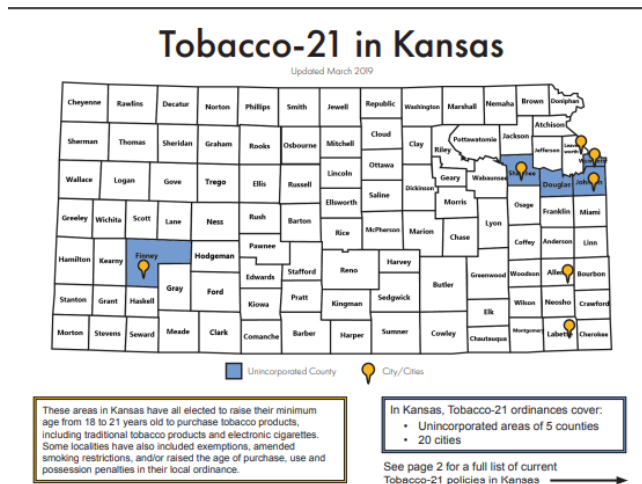 Tobacco-21 in Kansas
Updated March 2019
Cheyenne Rawlins Decatur Norton Phillips Smith Jewell Republic Washington Marshall Nemaha Brown Doniphan
Atchison
Sherman Thomas Sheridan Graham Rooks Osbourne Mitchell Cloud Clay Riley Pottawatomie Jackson Jefferson
Ottawa
Wallace Logan Gove Trego Ellis Russell Lincoln Dickinson Geary Wabaunsee Douglas
Saline
Ellsworth Morris Osage Franklin Miami
Greeley Wichita Scott Lane Ness Rush Barton McPherson Marion Chase Lyon
Rice
Pawnee Coffey Anderson Linn
Hamilton Kearny Finney Hodgeman Stafford Reno Harvey
Edwards Butler Greenwood Woodson Allen Bourbon
Gray Ford Pratt Sedgwick
Stanton Grant Haskell Kiowa Kingman Elk Wilson Neosho Crawford
Morton Stevens Seward Meade Clark Comanche Barber Harper Sumner Cowley Chautauqua Montgomery Cherokee
Unincorporated County City/Cities
These areas in Kansas have all elected to raise their minimum
age from 18 to 21 years old to purchase tobacco products,
including traditional tobacco products and electronic cigarettes.
Some localities have also included exemptions, amended
smoking restrictions, and/or raised the age of purchase, use and
possession penalties in their local ordinance.
In Kansas, Tobacco-21 ordinances cover:
• Unincorporated areas of 5 counties
• 20 cities
See page 2 for a full list of current
Tobacco-21 policies in Kansas